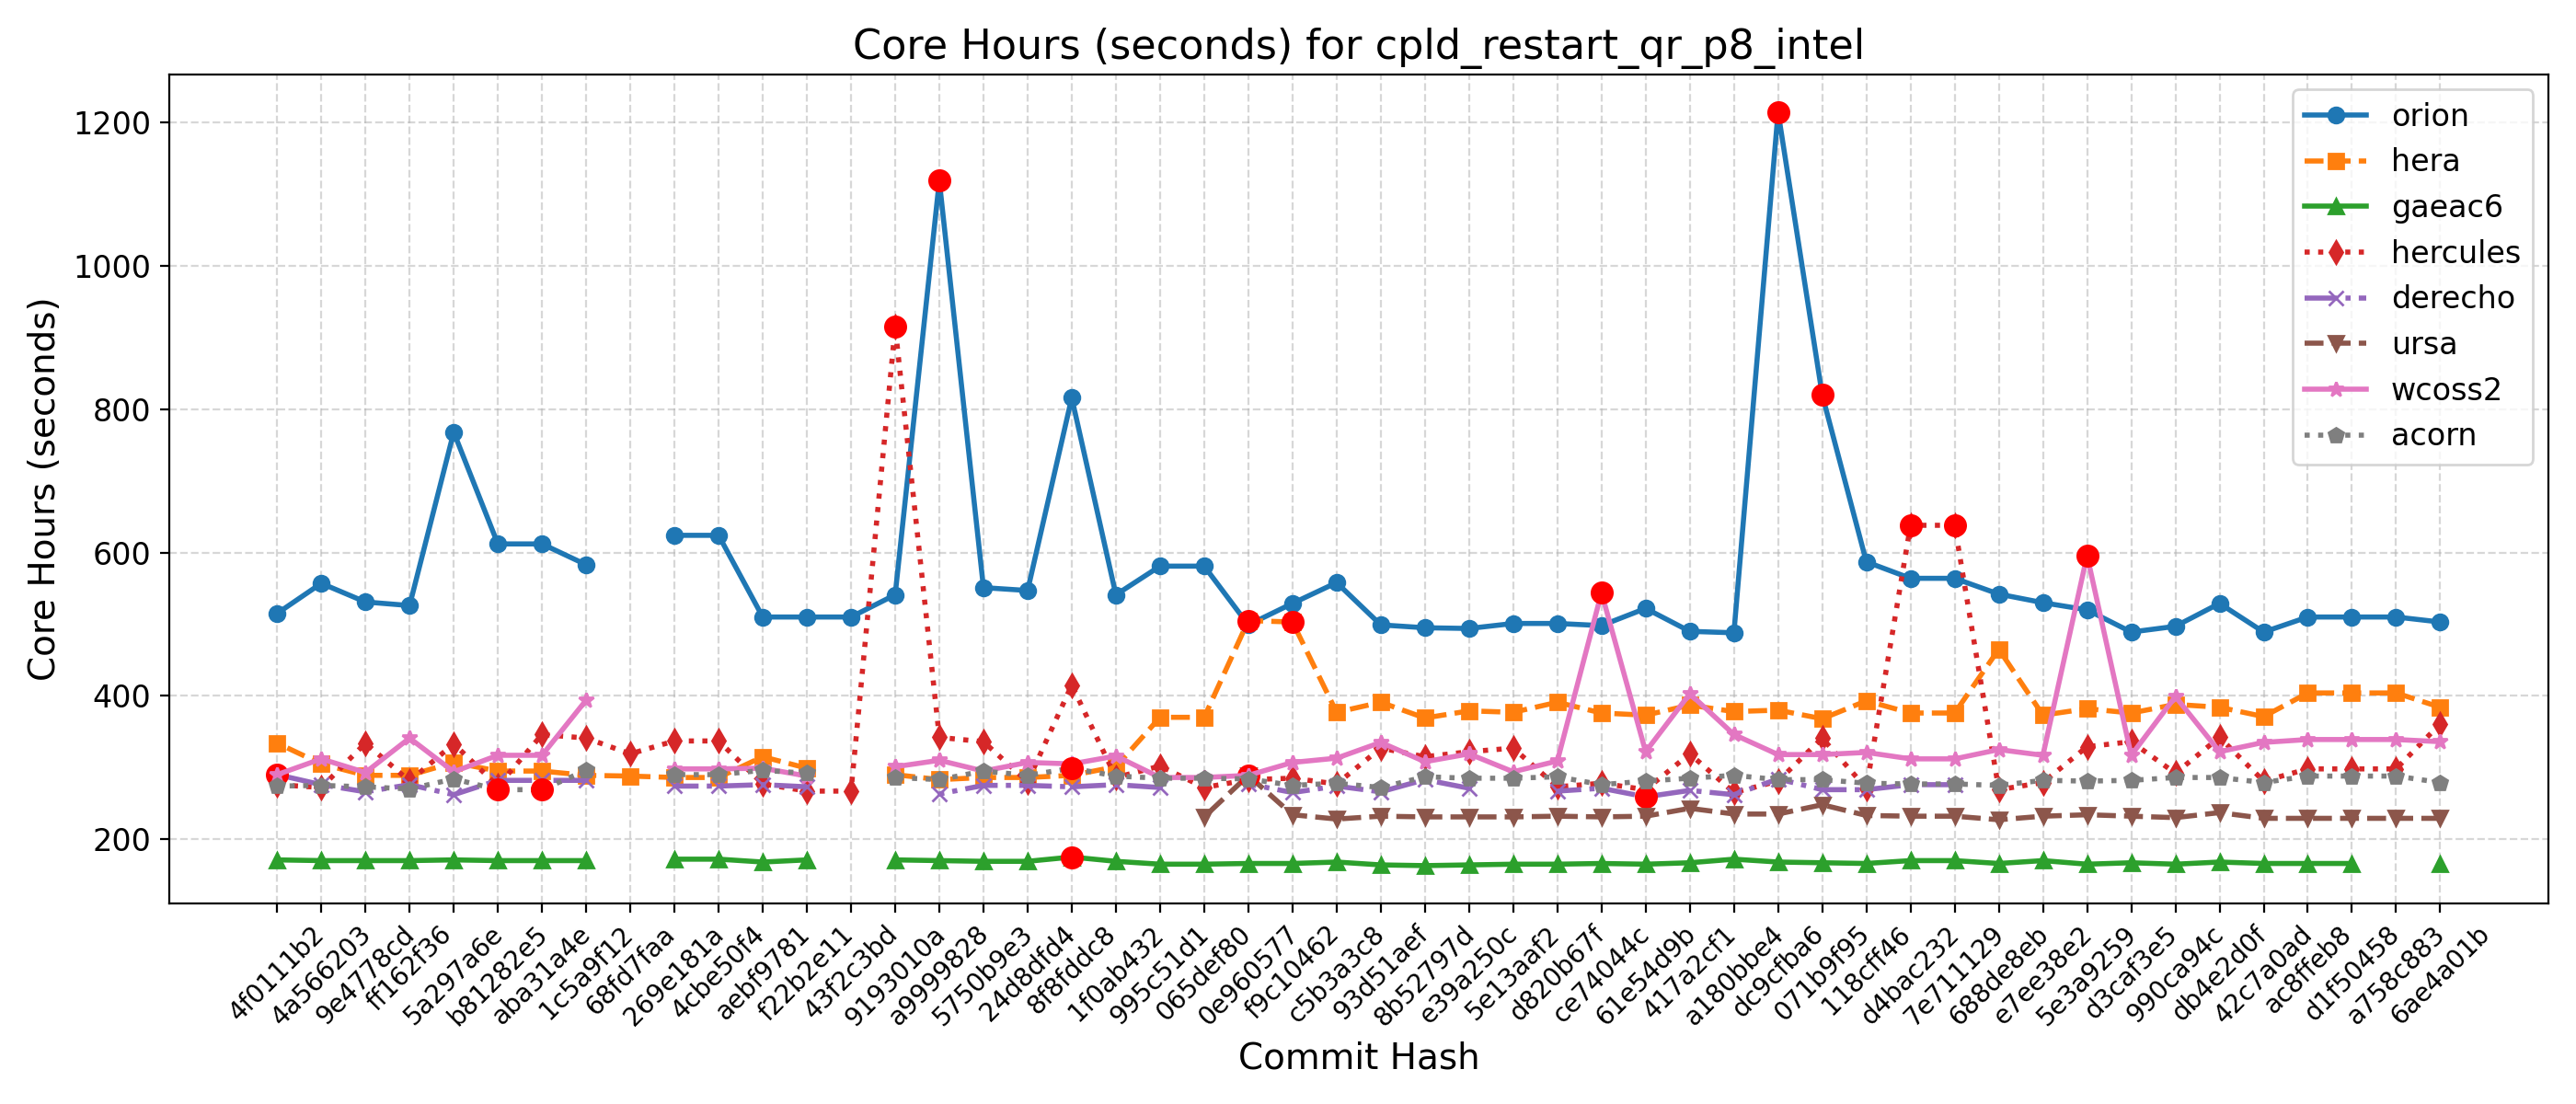 Core Hours (seconds) for cpld_restart_qr_p8_intel
Core Hours (seconds)
1200
1000
800
600
400
200
orion
hera
gaeac6
hercules
derecho
ursa
wcoss2
acorn
4f0111b2
4a566203
9e4778cd
ff162f36
5a297a6e
b81282e5
aba31a4e
1c5a9f12
68fd7faa
269e181a
4cbe50f4
aebf9781
f22b2e11
43f2c3bd
9193010a
a9999828
5750b9e3
24d8dfd4
8f8fddc8
1f0ab432
995c51d1
065def80
0e960577
f9c10462
c5b3a3c8
93d51aef
8b52797d
e39a250c
5e13aaf2
d820b67f
ce74044c
61e54d9b
417a2cf1
a180bbe4
dc9cfba6
071b9f95
118cff46
d4bac232
7e711129
688de8eb
e7ee38e2
5e3a9259
d3caf3e5
990ca94c
db4e2d0f
42c7a0ad
ac8ffeb8
d1f50458
a758c883
6ae4a01b
Commit Hash